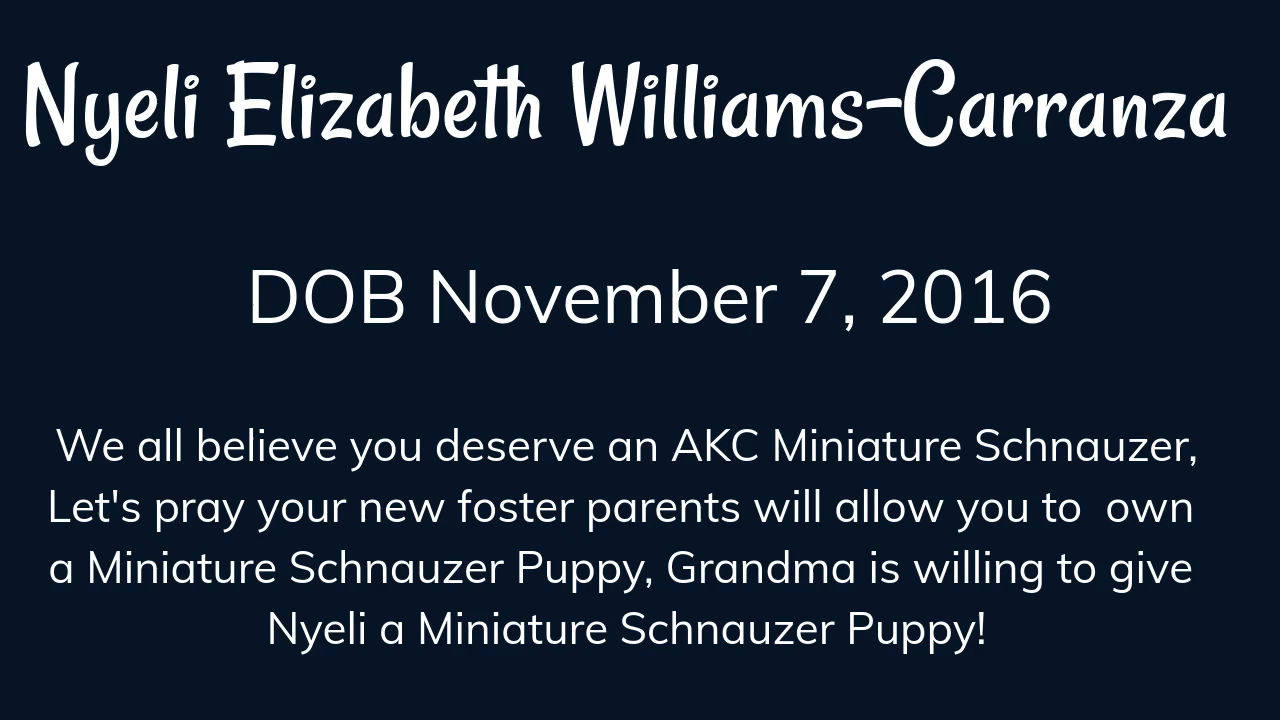 Nyeli Elizabeth Williams-Carranza
DOB November 7, 2016
We all believe you deserve an AKC Miniature Schnauzer,
Let's pray your new foster parents will allow you to  own
a Miniature Schnauzer Puppy, Grandma is willing to give
Nyeli a Miniature Schnauzer Puppy!